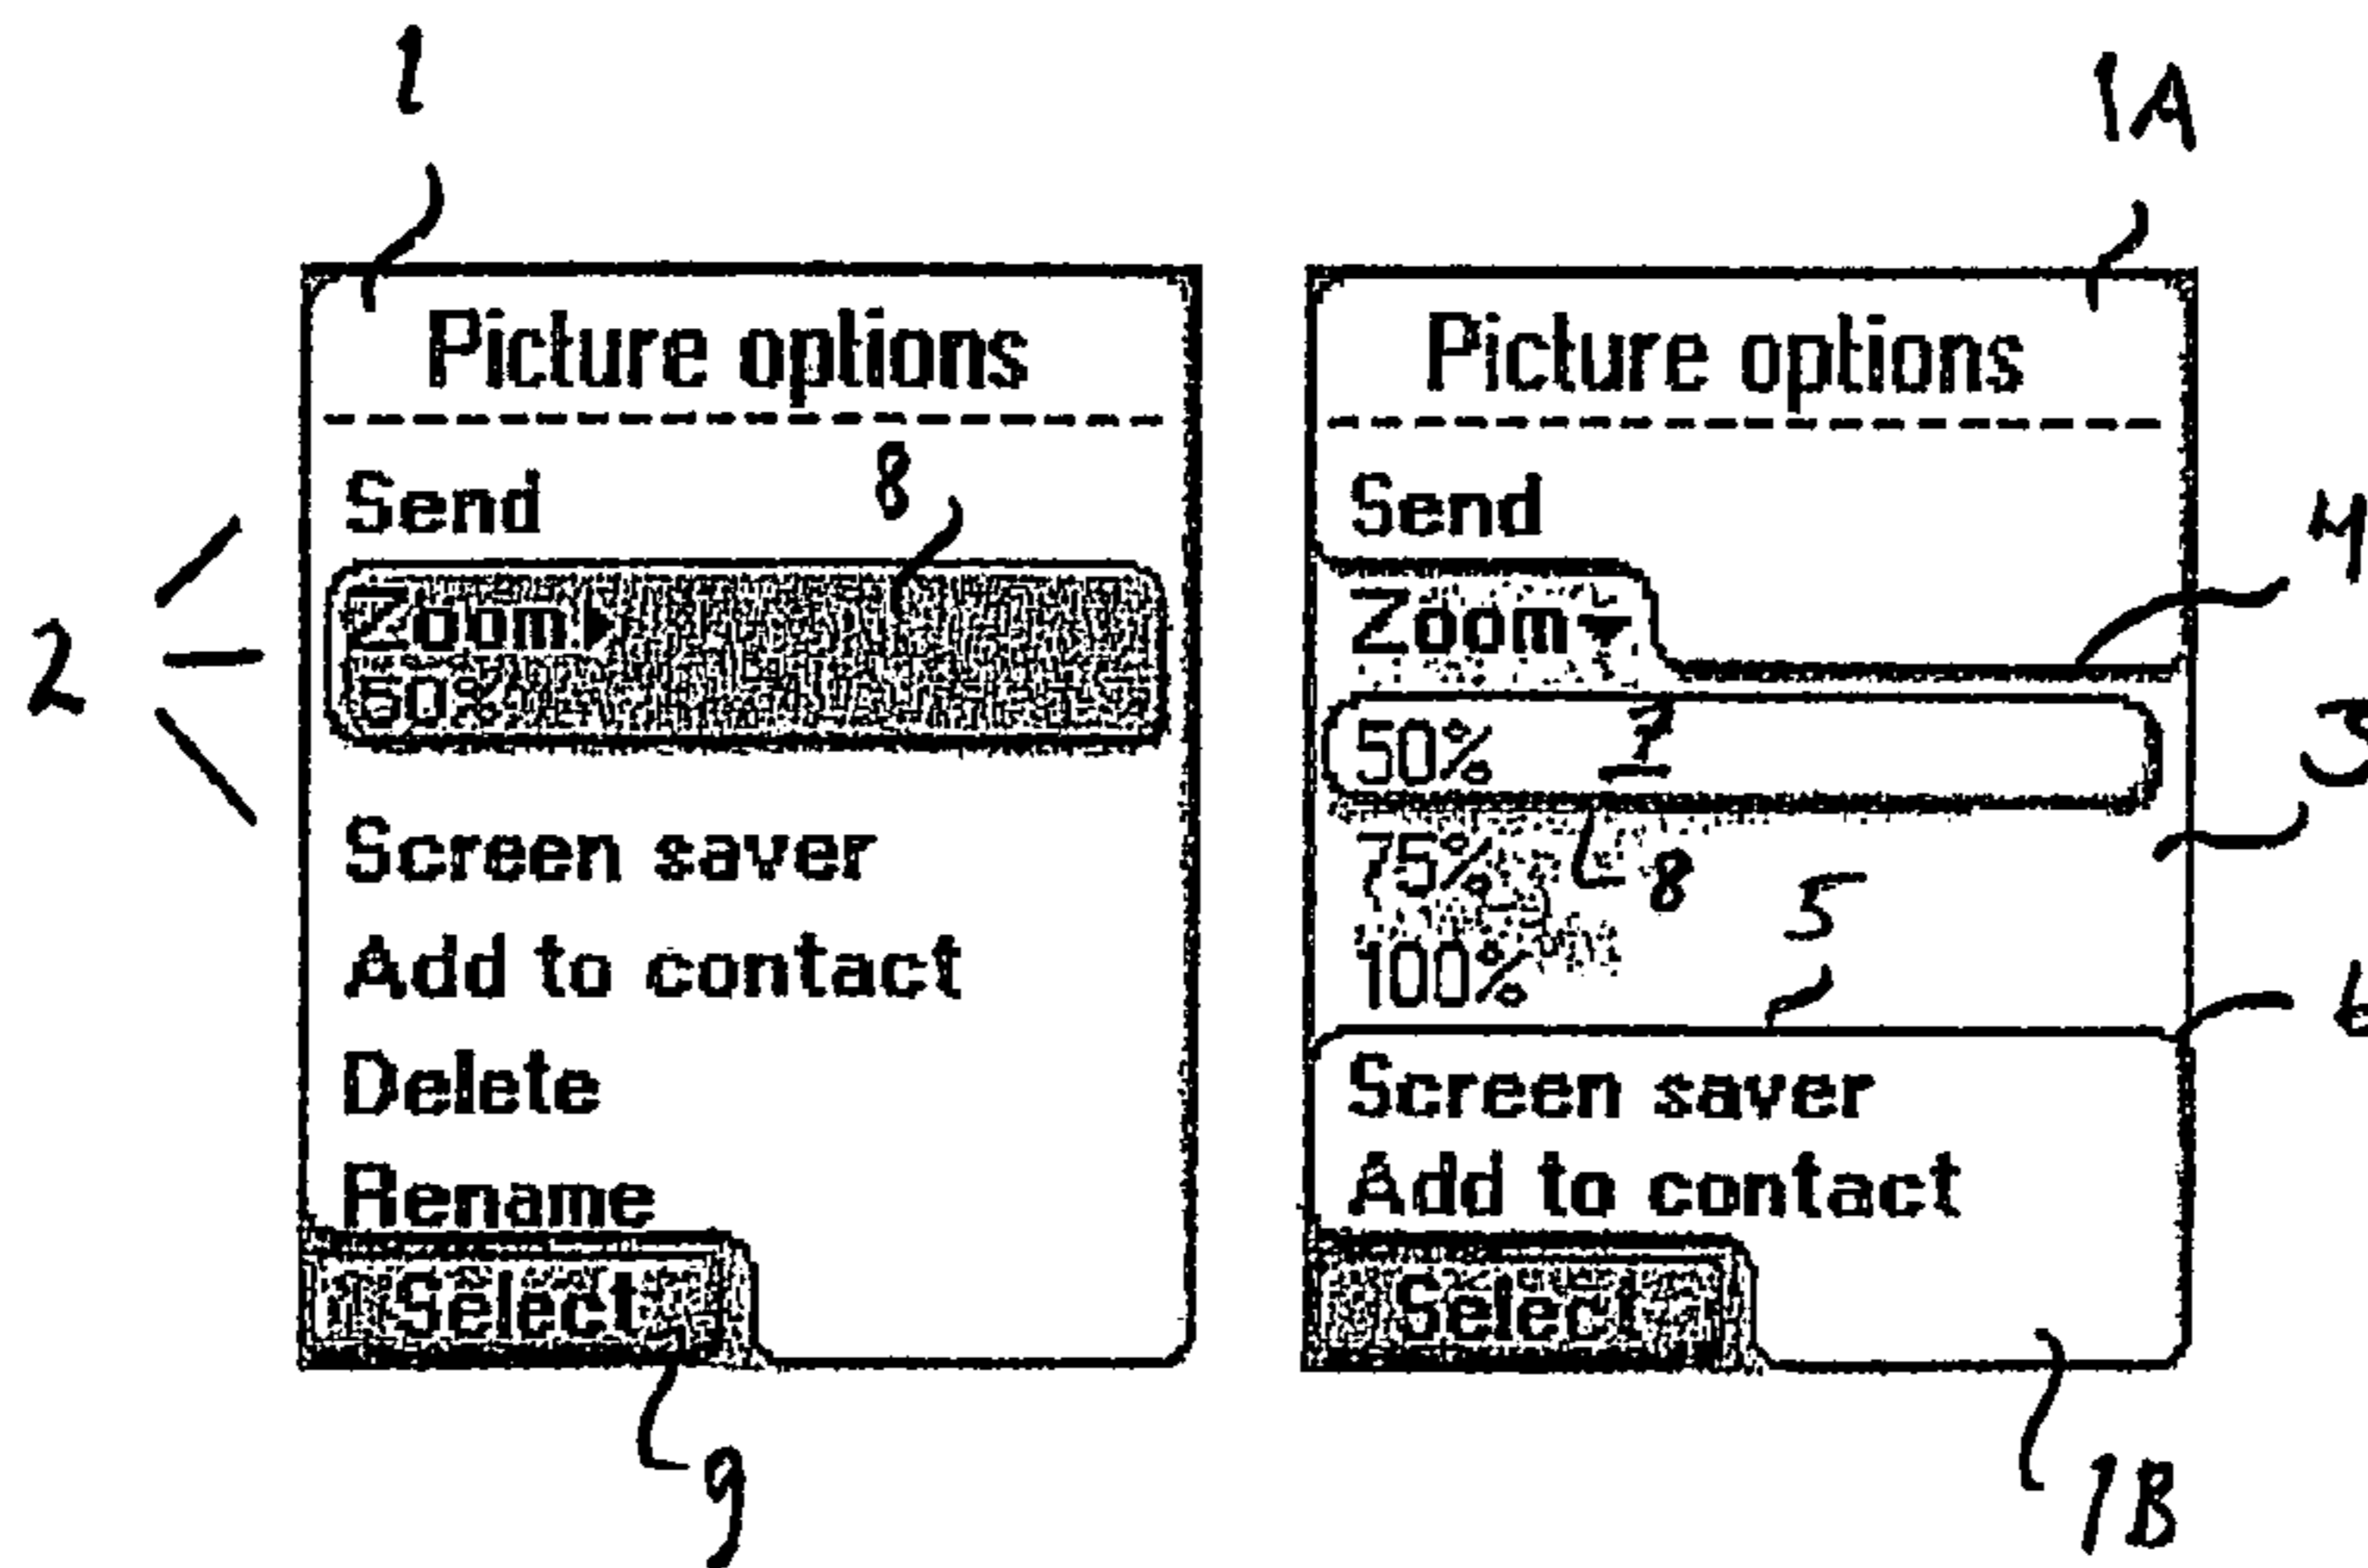 1
1A
Picture options
8
Send
2
Zoom
50%
Screen saver
Add to contact
Delete
Rename
Select
9
Picture options
Send
4
Zoom
3
50%
7
75%
8
5
100%
6
Screen saver
Add to contact
Select
1B